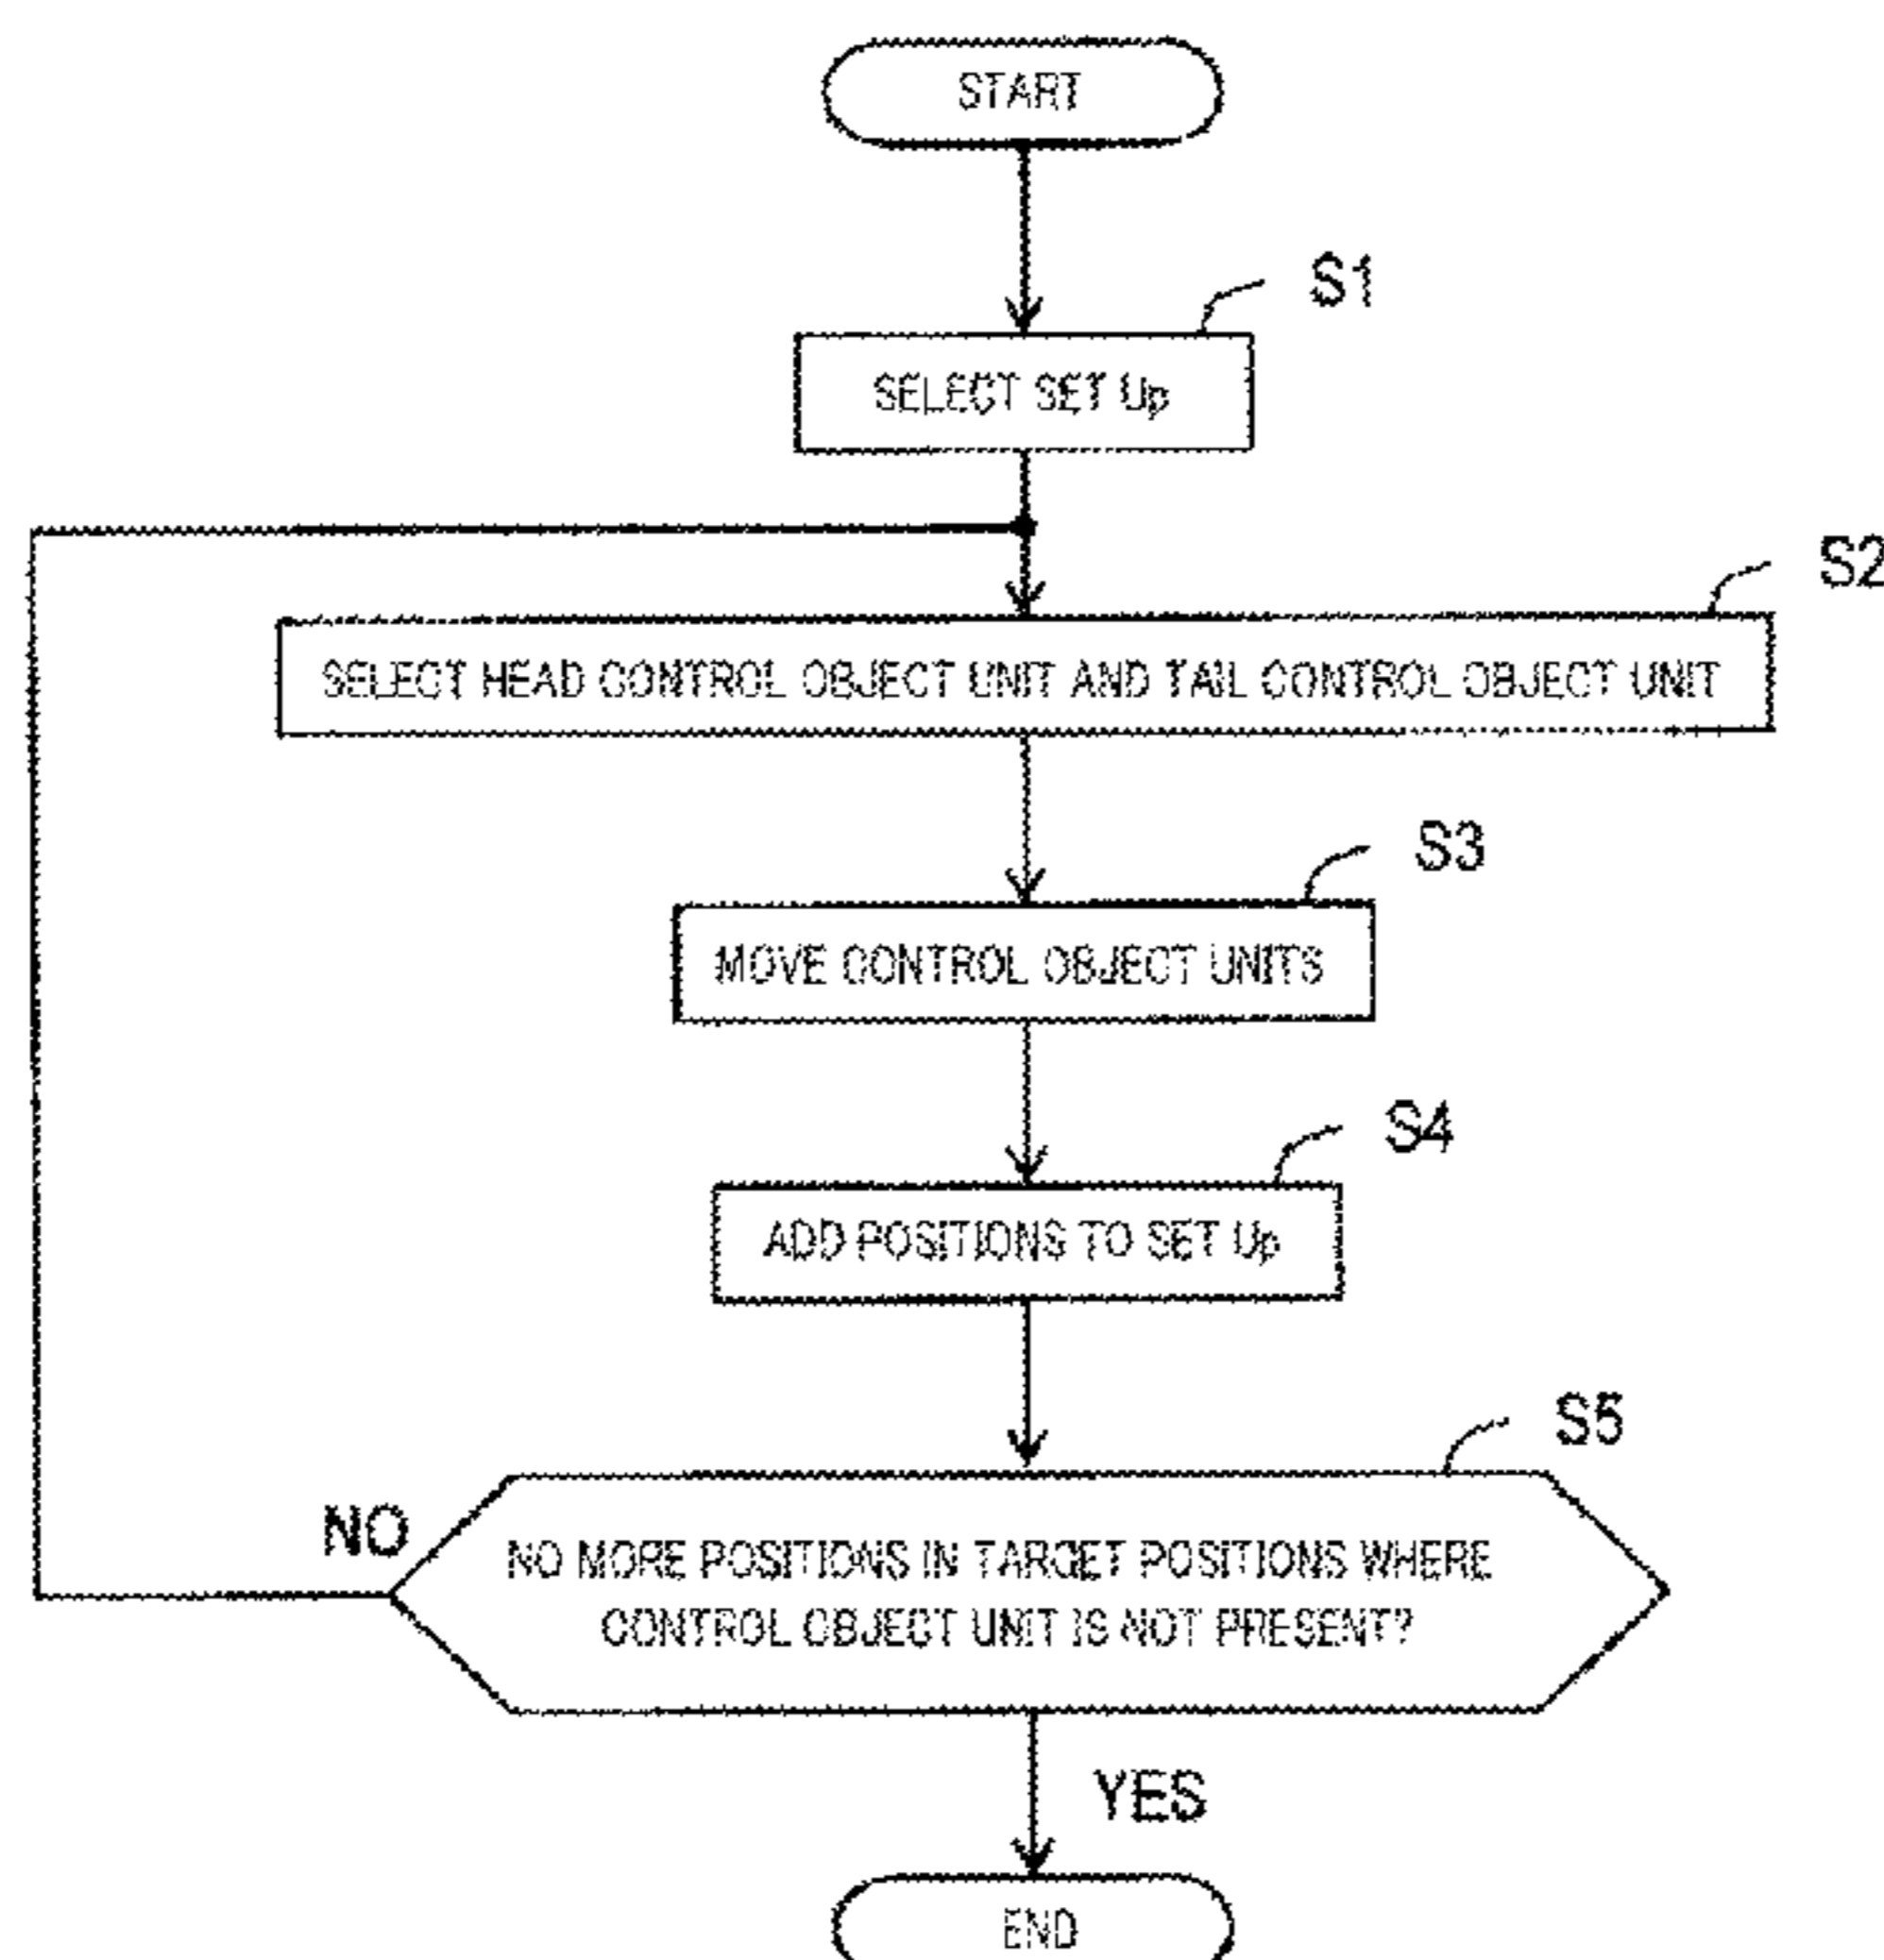 START
S1
SELECT SET Up
S2
SELECT HEAD CONTROL OBJECT UNIT AND TAIL CONTROL OBJECT UNIT
S3
MOVE CONTROL OBJECT UNITS
S4
ADD POSITIONS TO SET Up
S5
NO
NO MORE POSITIONS IN TARGET POSITIONS WHERE
CONTROL OBJECT UNIT IS NOT PRESENT?
YES
END